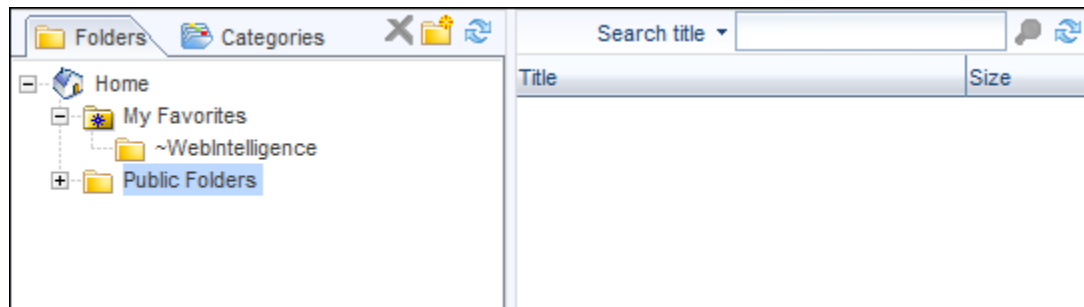 Folders Categories Search title
Title Size
Home
My Favorites
~WebIntelligence
Public Folders